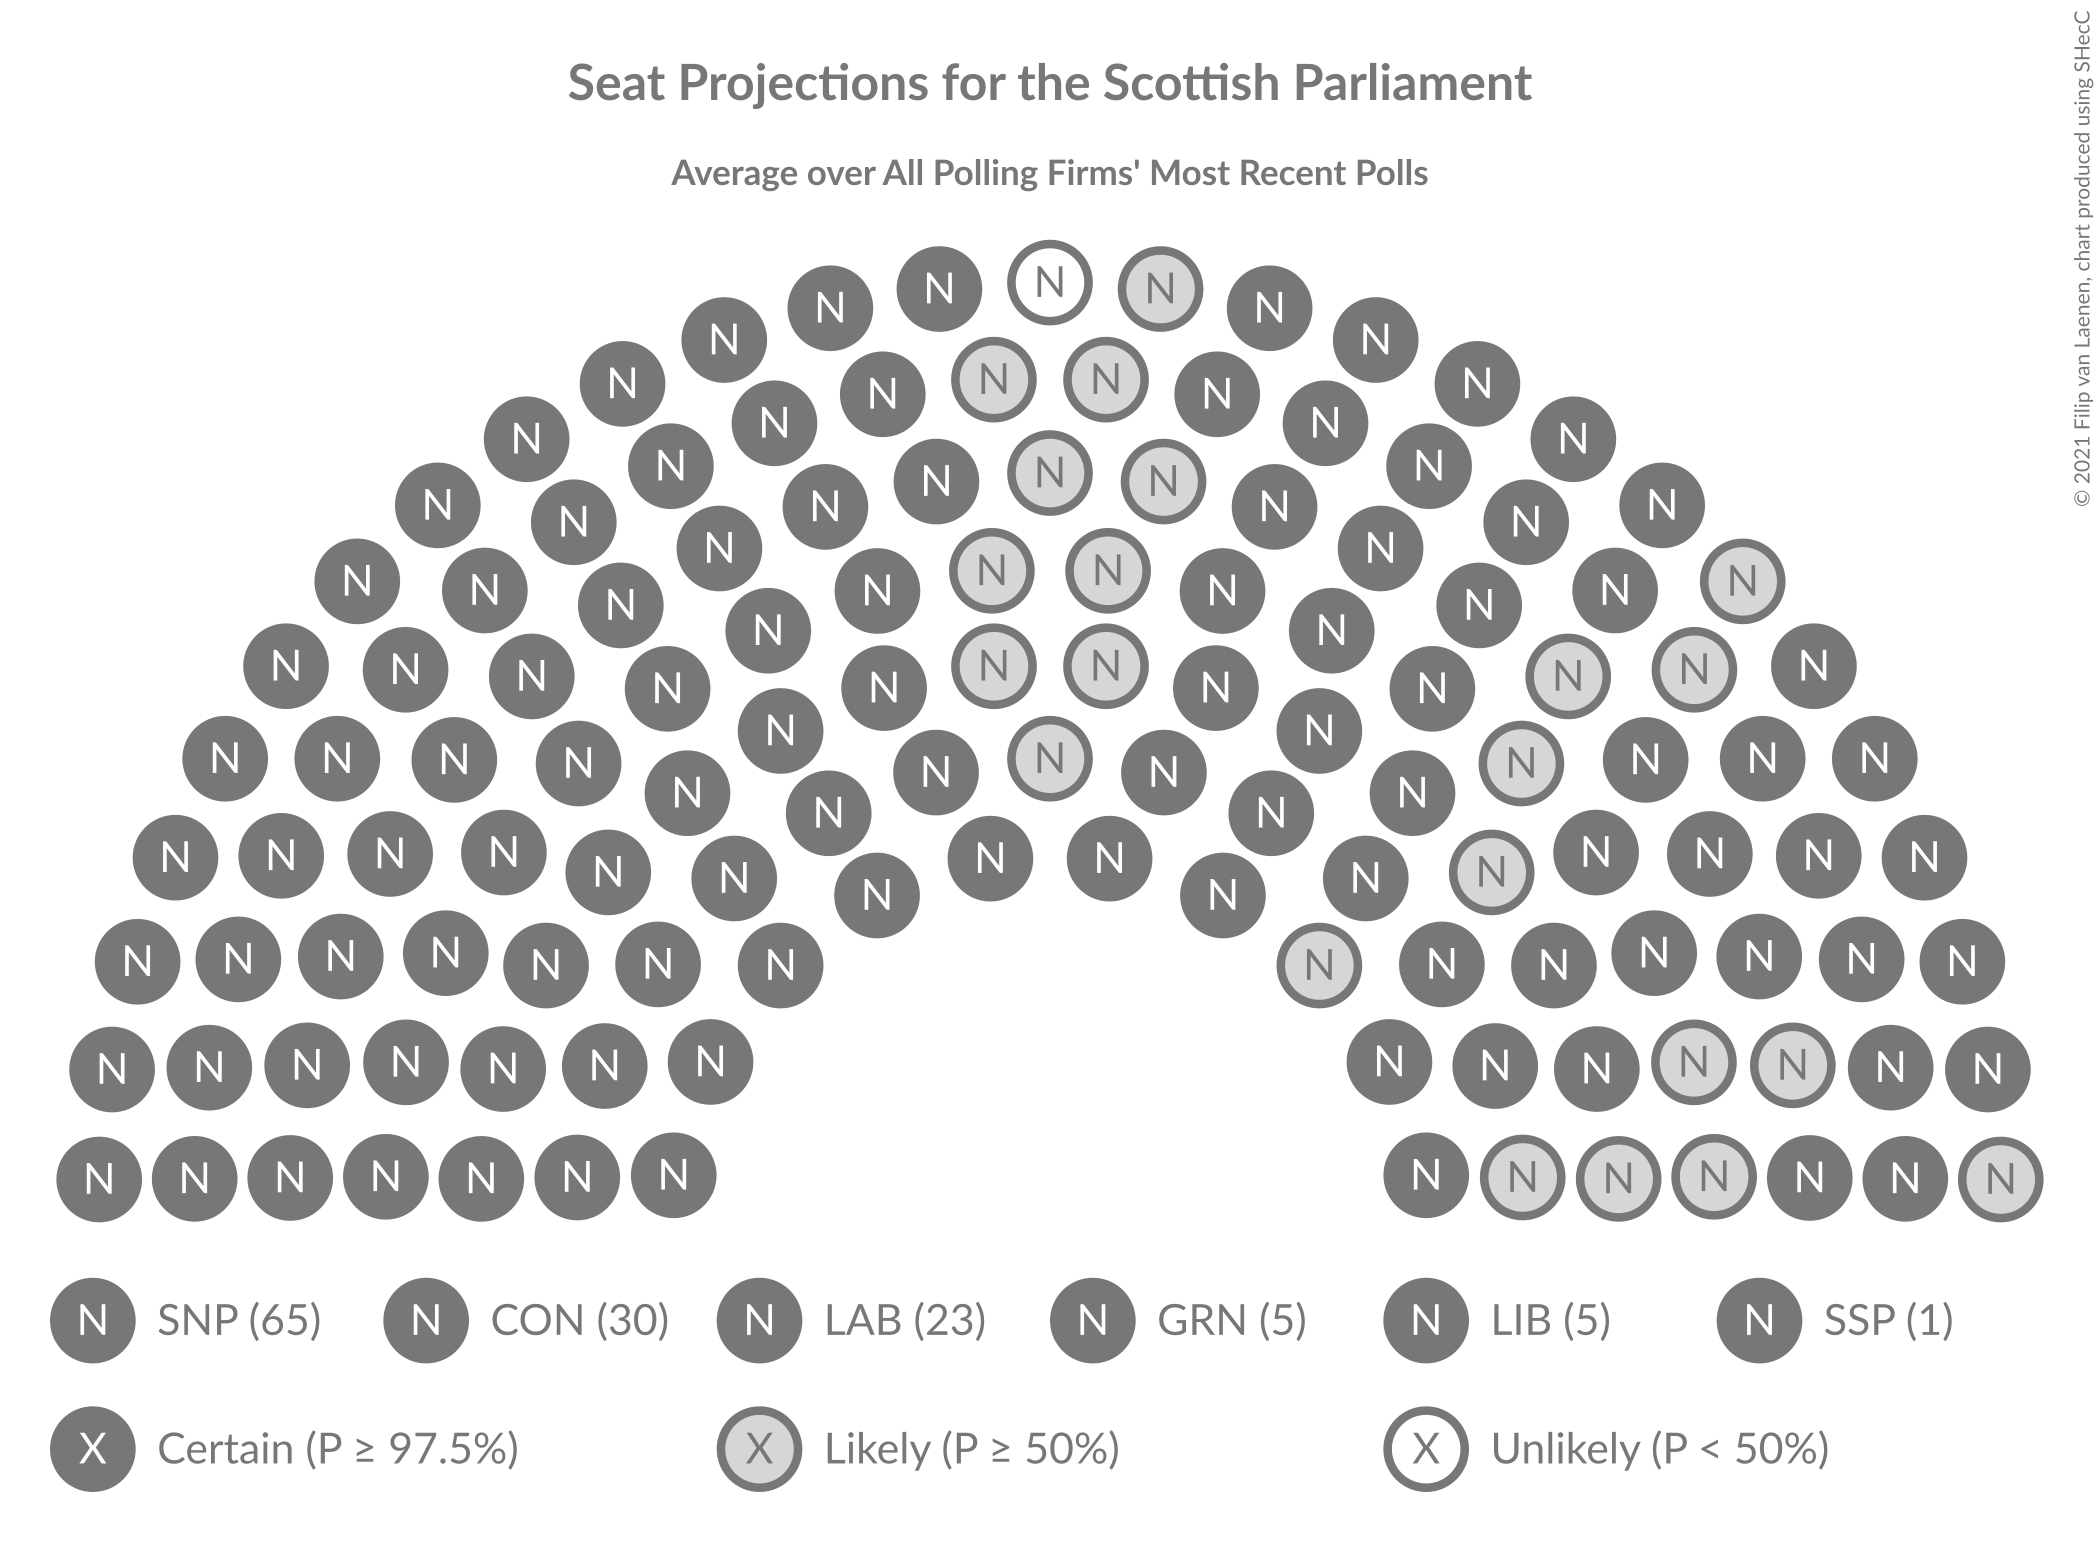 Seat Projections for the Scottish Parliament
Average over All Polling Firms' Most Recent Polls
© 2021 Filip van Laenen, chart produced using SHecC
N N N
N N
N N
N N N N
N N
N N
N N
N N N N N
N N N N
N N
N N
N N N N
N N N N
N N
N N
N N N N N N
N N N N N N
N N
N N N N N N N N N
N N
N N
N N
N N N N N N N N N N
N N N N
N N
N N N N N N N N N N N N N N
N N N N N N N N N N N N N N
N N N N N N N N N N N N N N
N SNP (65) N CON (30) N LAB (23) N GRN (5) N LIB (5) N SSP (1)
X Certain (P ≥ 97.5%) X Likely (P ≥ 50%) X Unlikely (P < 50%)